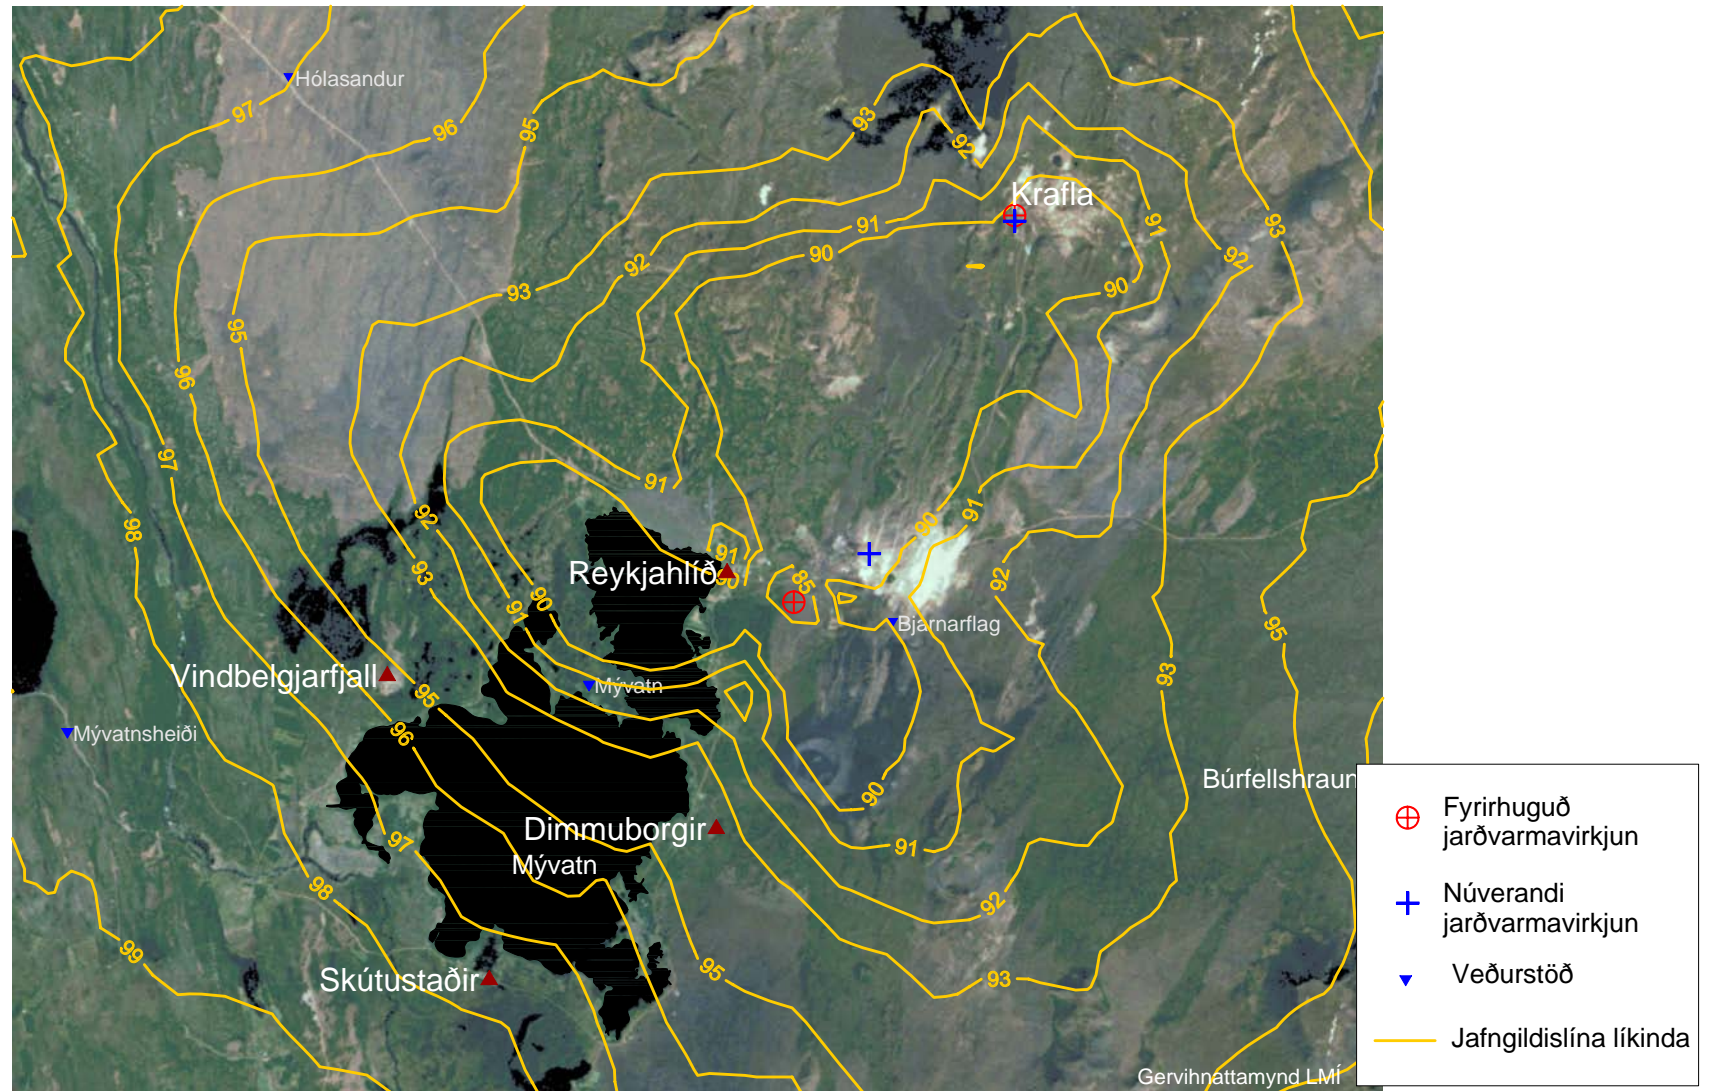 Hólasandur
97
96
95
93
92
Krafla
91
93
91
92
90
92
90
93
95
96
97
91
98
92
90
91
Reykjahlíð
91
90
85
92
93
90
91
Bjarnarflag
95
Vindbelgjarfjall
Mývatn
93
95
Mývatnsheiði
96
Búrfellshraun
90
Dimmuborgir
97
91
Mývatn
98
92
99
95
93
Skútustaðir
Gervihnattamynd LMÍ
Fyrirhuguð
jarðvarmavirkjun
Núverandi
jarðvarmavirkjun
Veðurstöð
Jafngildislína líkinda